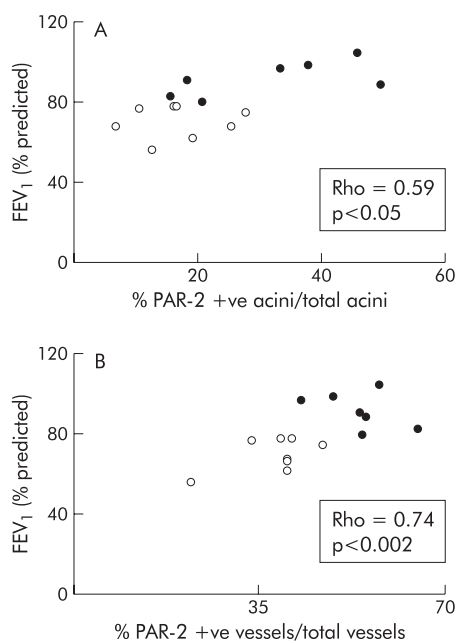 A
120
80
40
0
FEV1 (% predicted)
Rho = 0.59
p<0.05
20
40
60
% PAR-2 +ve acini/total acini
B
120
80
40
0
FEV1 (% predicted)
Rho = 0.74
p<0.002
35
70
% PAR-2 +ve vessels/total vessels